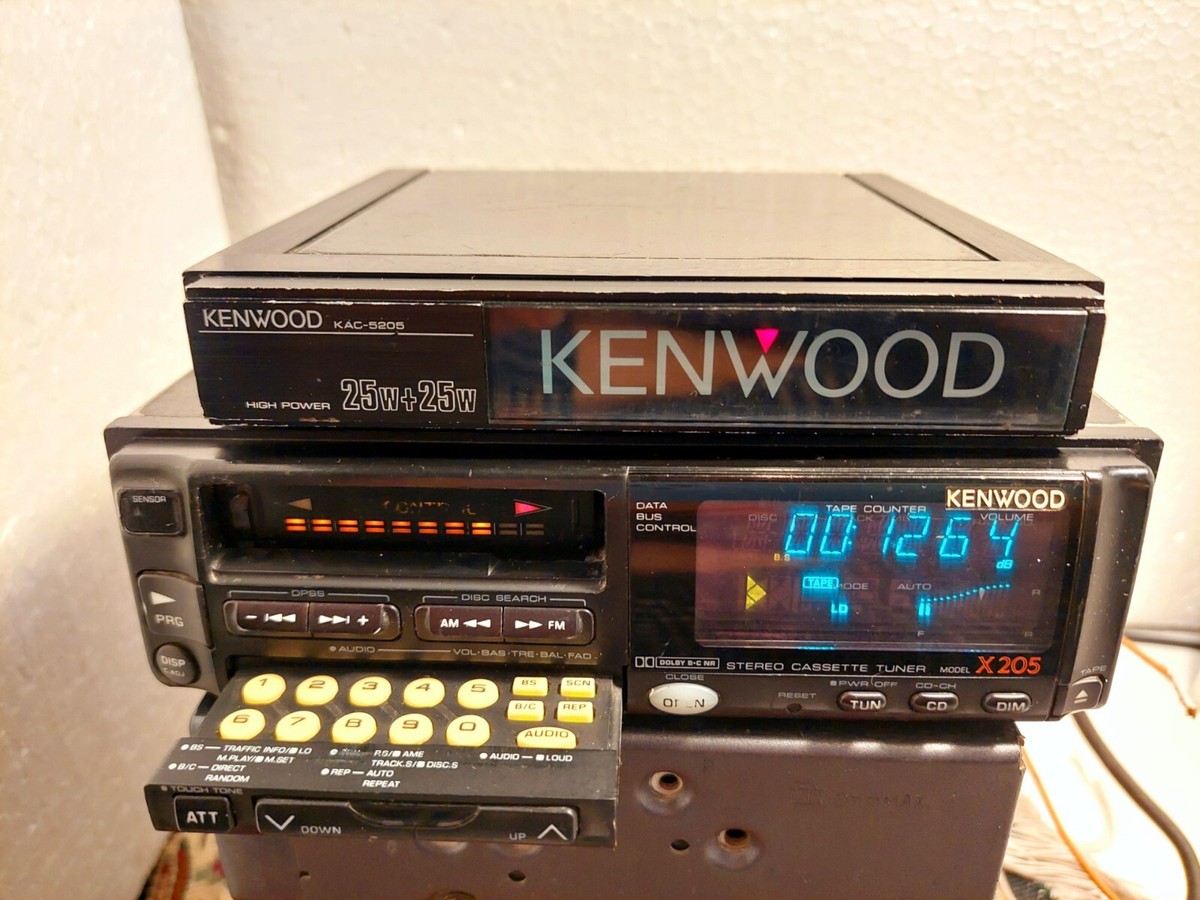 KENWOOD KAC-5205
HIGH POWER 25W+25W
KENWOOD
SENSOR
DATA
BUS
CONTROL
KENWOOD
TAPE COUNTER
DISC
VOLUME
001264
B.S
dB
TAPE MODE AUTO
LO
R
F R
PRG
DPSS
DISC SEARCH
− ⏮ ⏭ +
AM ◀◀ ▶▶ FM
DISP
●AUDIO VOL·BAS·TRE·BAL·FAD
DOLBY B-C NR STEREO CASSETTE TUNER MODEL X205
CLOSE
RESET
PWR OFF
CD-CH
TAPE
TUN CD DIM
1 2 3 4 5 BS SCN
B/C REP
6 7 8 9 0 AUDIO
●BS — TRAFFIC INFO/■LO
M.PLAY/■M.SET
●B/C — DIRECT
RANDOM
TRACK.S/■DISC.S
●REP — AUTO
REPEAT
●AUDIO — ■LOUD
TOUCH TONE
ATT DOWN UP